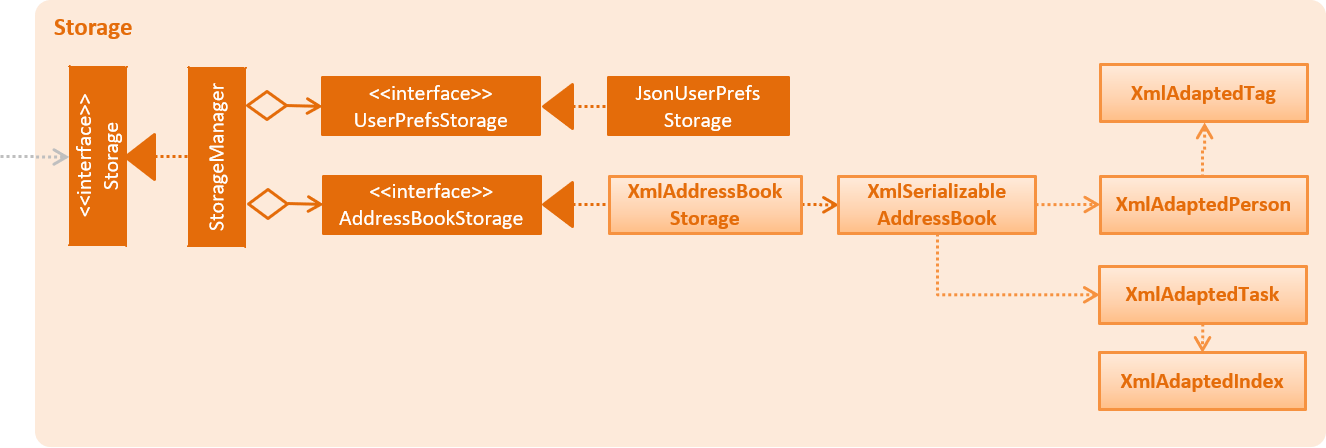 Storage
<<interface>>
Storage
StorageManager
<<interface>>
UserPrefsStorage
JsonUserPrefs
Storage
XmlAdaptedTag
<<interface>>
AddressBookStorage
XmlAddressBook
Storage
XmlSerializable
AddressBook
XmlAdaptedPerson
XmlAdaptedTask
XmlAdaptedIndex